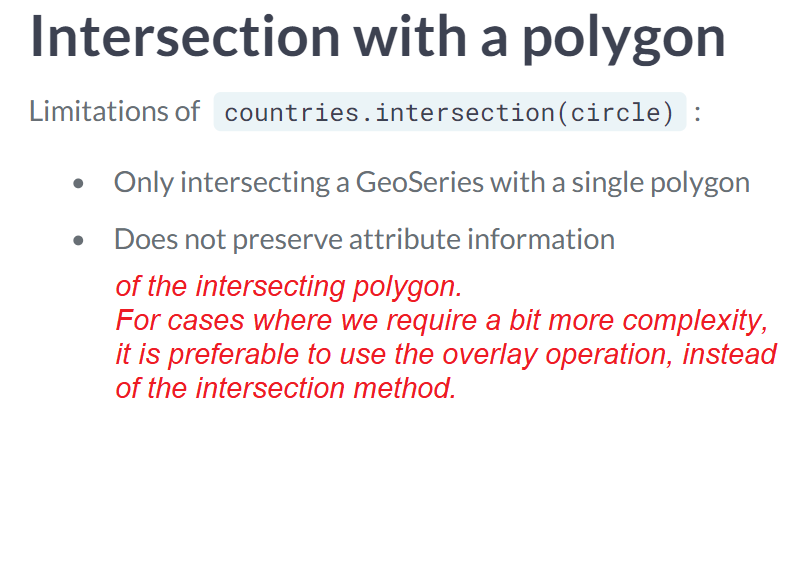 Intersection with a polygon
Limitations of countries.intersection(circle) :
• Only intersecting a GeoSeries with a single polygon
• Does not preserve attribute information
of the intersecting polygon.
For cases where we require a bit more complexity,
it is preferable to use the overlay operation, instead
of the intersection method.